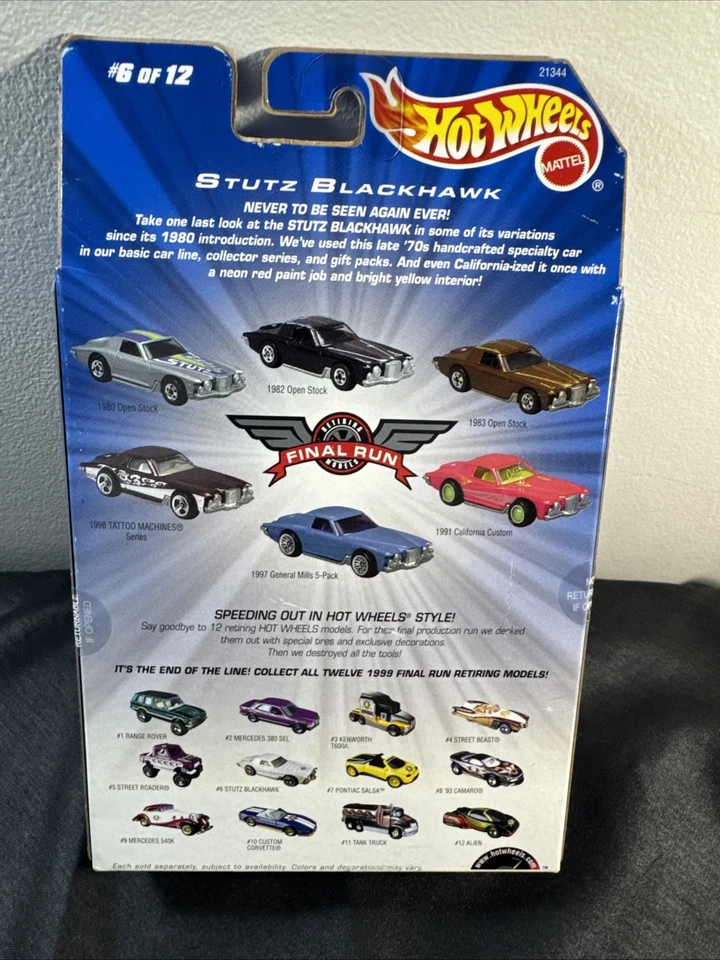 #6 OF 12
21344
HOT WHEELS
MATTEL
®
STUTZ BLACKHAWK
NEVER TO BE SEEN AGAIN EVER!
Take one last look at the STUTZ BLACKHAWK in some of its variations
since its 1980 introduction. We've used this late '70s handcrafted specialty car
in our basic car line, collector series, and gift packs. And even California-ized it once with
a neon red paint job and bright yellow interior!
STUTZ
1980 Open Stock
1982 Open Stock
1983 Open Stock
RETIRING
FINAL RUN
WHEELS
1998 TATTOO MACHINES®
Series
1991 California Custom
1997 General Mills 5-Pack
RETURNABLE
IF OPENED
SPEEDING OUT IN HOT WHEELS® STYLE!
Say goodbye to 12 retiring HOT WHEELS models. For their final production run we decked
them out with special tires and exclusive decorations.
Then we destroyed all the tools!
IT'S THE END OF THE LINE! COLLECT ALL TWELVE 1999 FINAL RUN RETIRING MODELS!
#1 RANGE ROVER
#2 MERCEDES 380 SEL
#3 KENWORTH
T600A
#4 STREET BEAST®
#5 STREET ROADER®
#6 STUTZ BLACKHAWK
#7 PONTIAC SALSA™
#8 '93 CAMARO®
#9 MERCEDES 540K
#10 CUSTOM
CORVETTE®
#11 TANK TRUCK
#12 ALIEN
Each sold separately, subject to availability. Colors and decorations may vary.
www.hotwheels.com